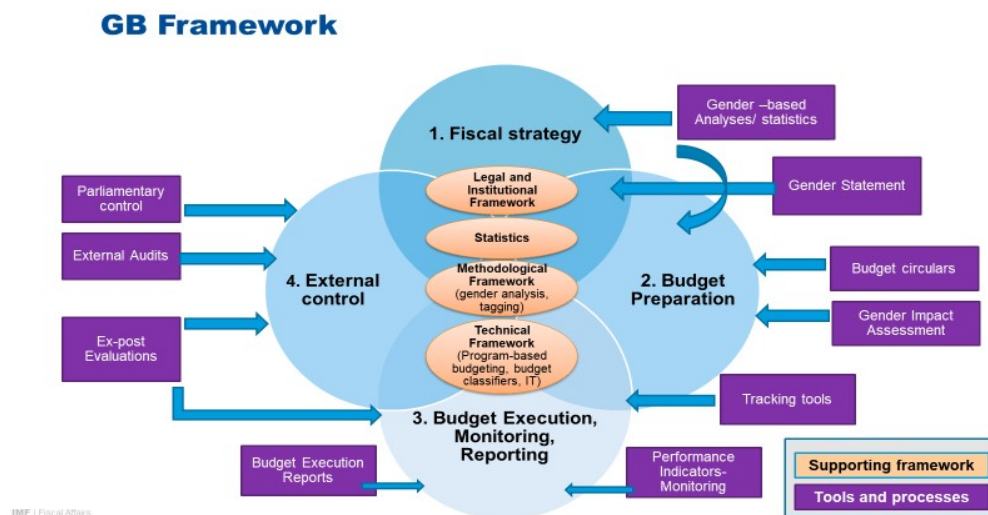 GB Framework
1. Fiscal strategy
Gender –based
Analyses/ statistics
Legal and
Institutional
Framework
Gender Statement
Parliamentary
control
Statistics
External Audits
4. External
control
Methodological
Framework
(gender analysis,
tagging)
2. Budget
Preparation
Budget circulars
Gender Impact
Assessment
Ex-post
Evaluations
Technical
Framework
(Program-based
budgeting, budget
classifiers, IT)
Tracking tools
3. Budget Execution,
Monitoring,
Reporting
Budget Execution
Reports
Performance
Indicators-
Monitoring
Supporting framework
Tools and processes
IMF | Fiscal Affairs